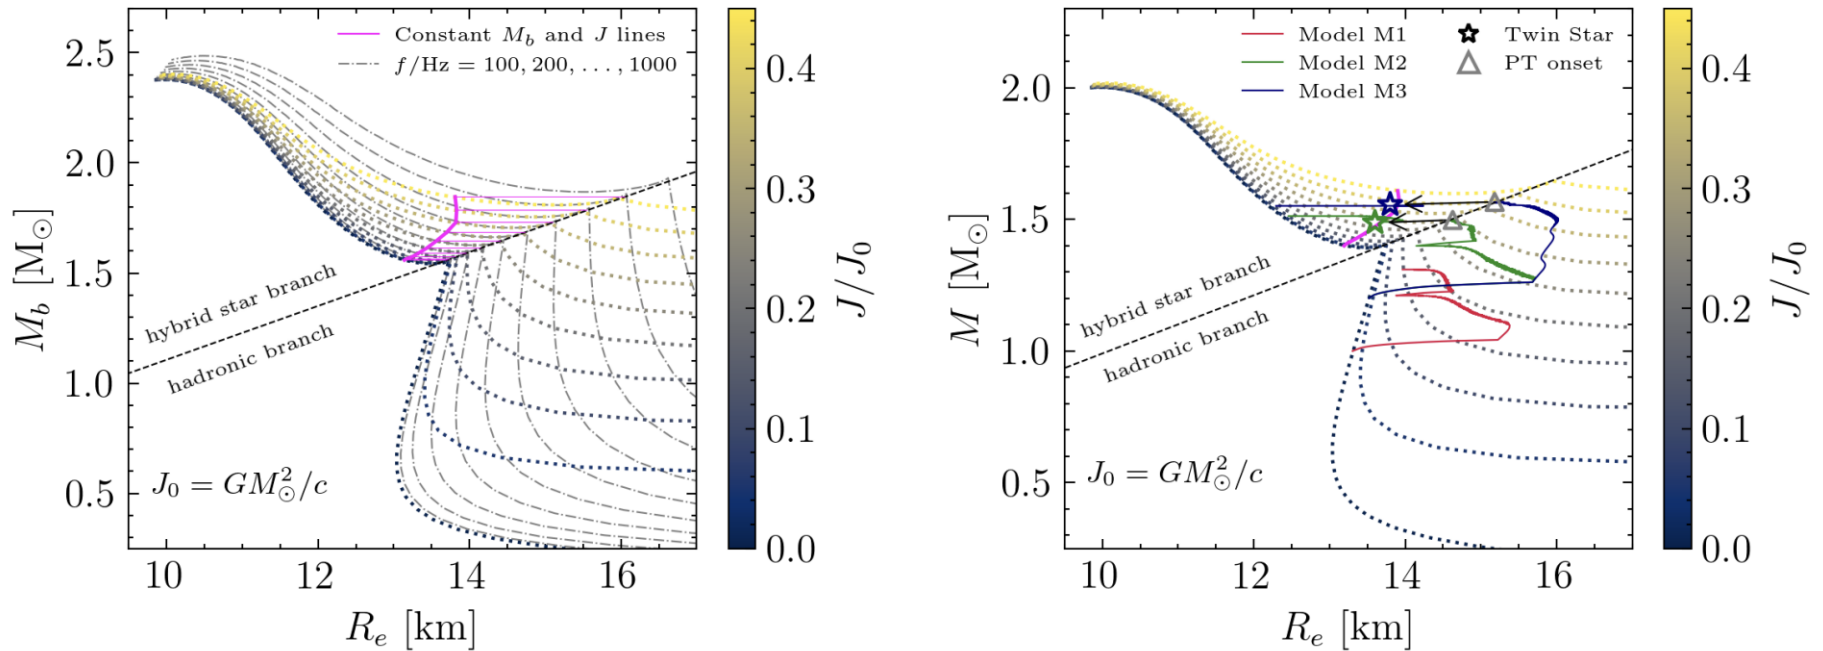 Constant M_b and J lines
f/Hz = 100, 200, . . . , 1000
2.5
2.0
1.5
1.0
0.5
M_b [M_⊙]
hybrid star branch
hadronic branch
J_0 = GM_⊙^2/c
10 12 14 16
R_e [km]
0.4
0.3
0.2
0.1
0.0
J/J_0
Model M1
Model M2
Model M3
Twin Star
PT onset
2.0
1.5
1.0
0.5
M [M_⊙]
hybrid star branch
hadronic branch
J_0 = GM_⊙^2/c
10 12 14 16
R_e [km]
0.4
0.3
0.2
0.1
0.0
J/J_0